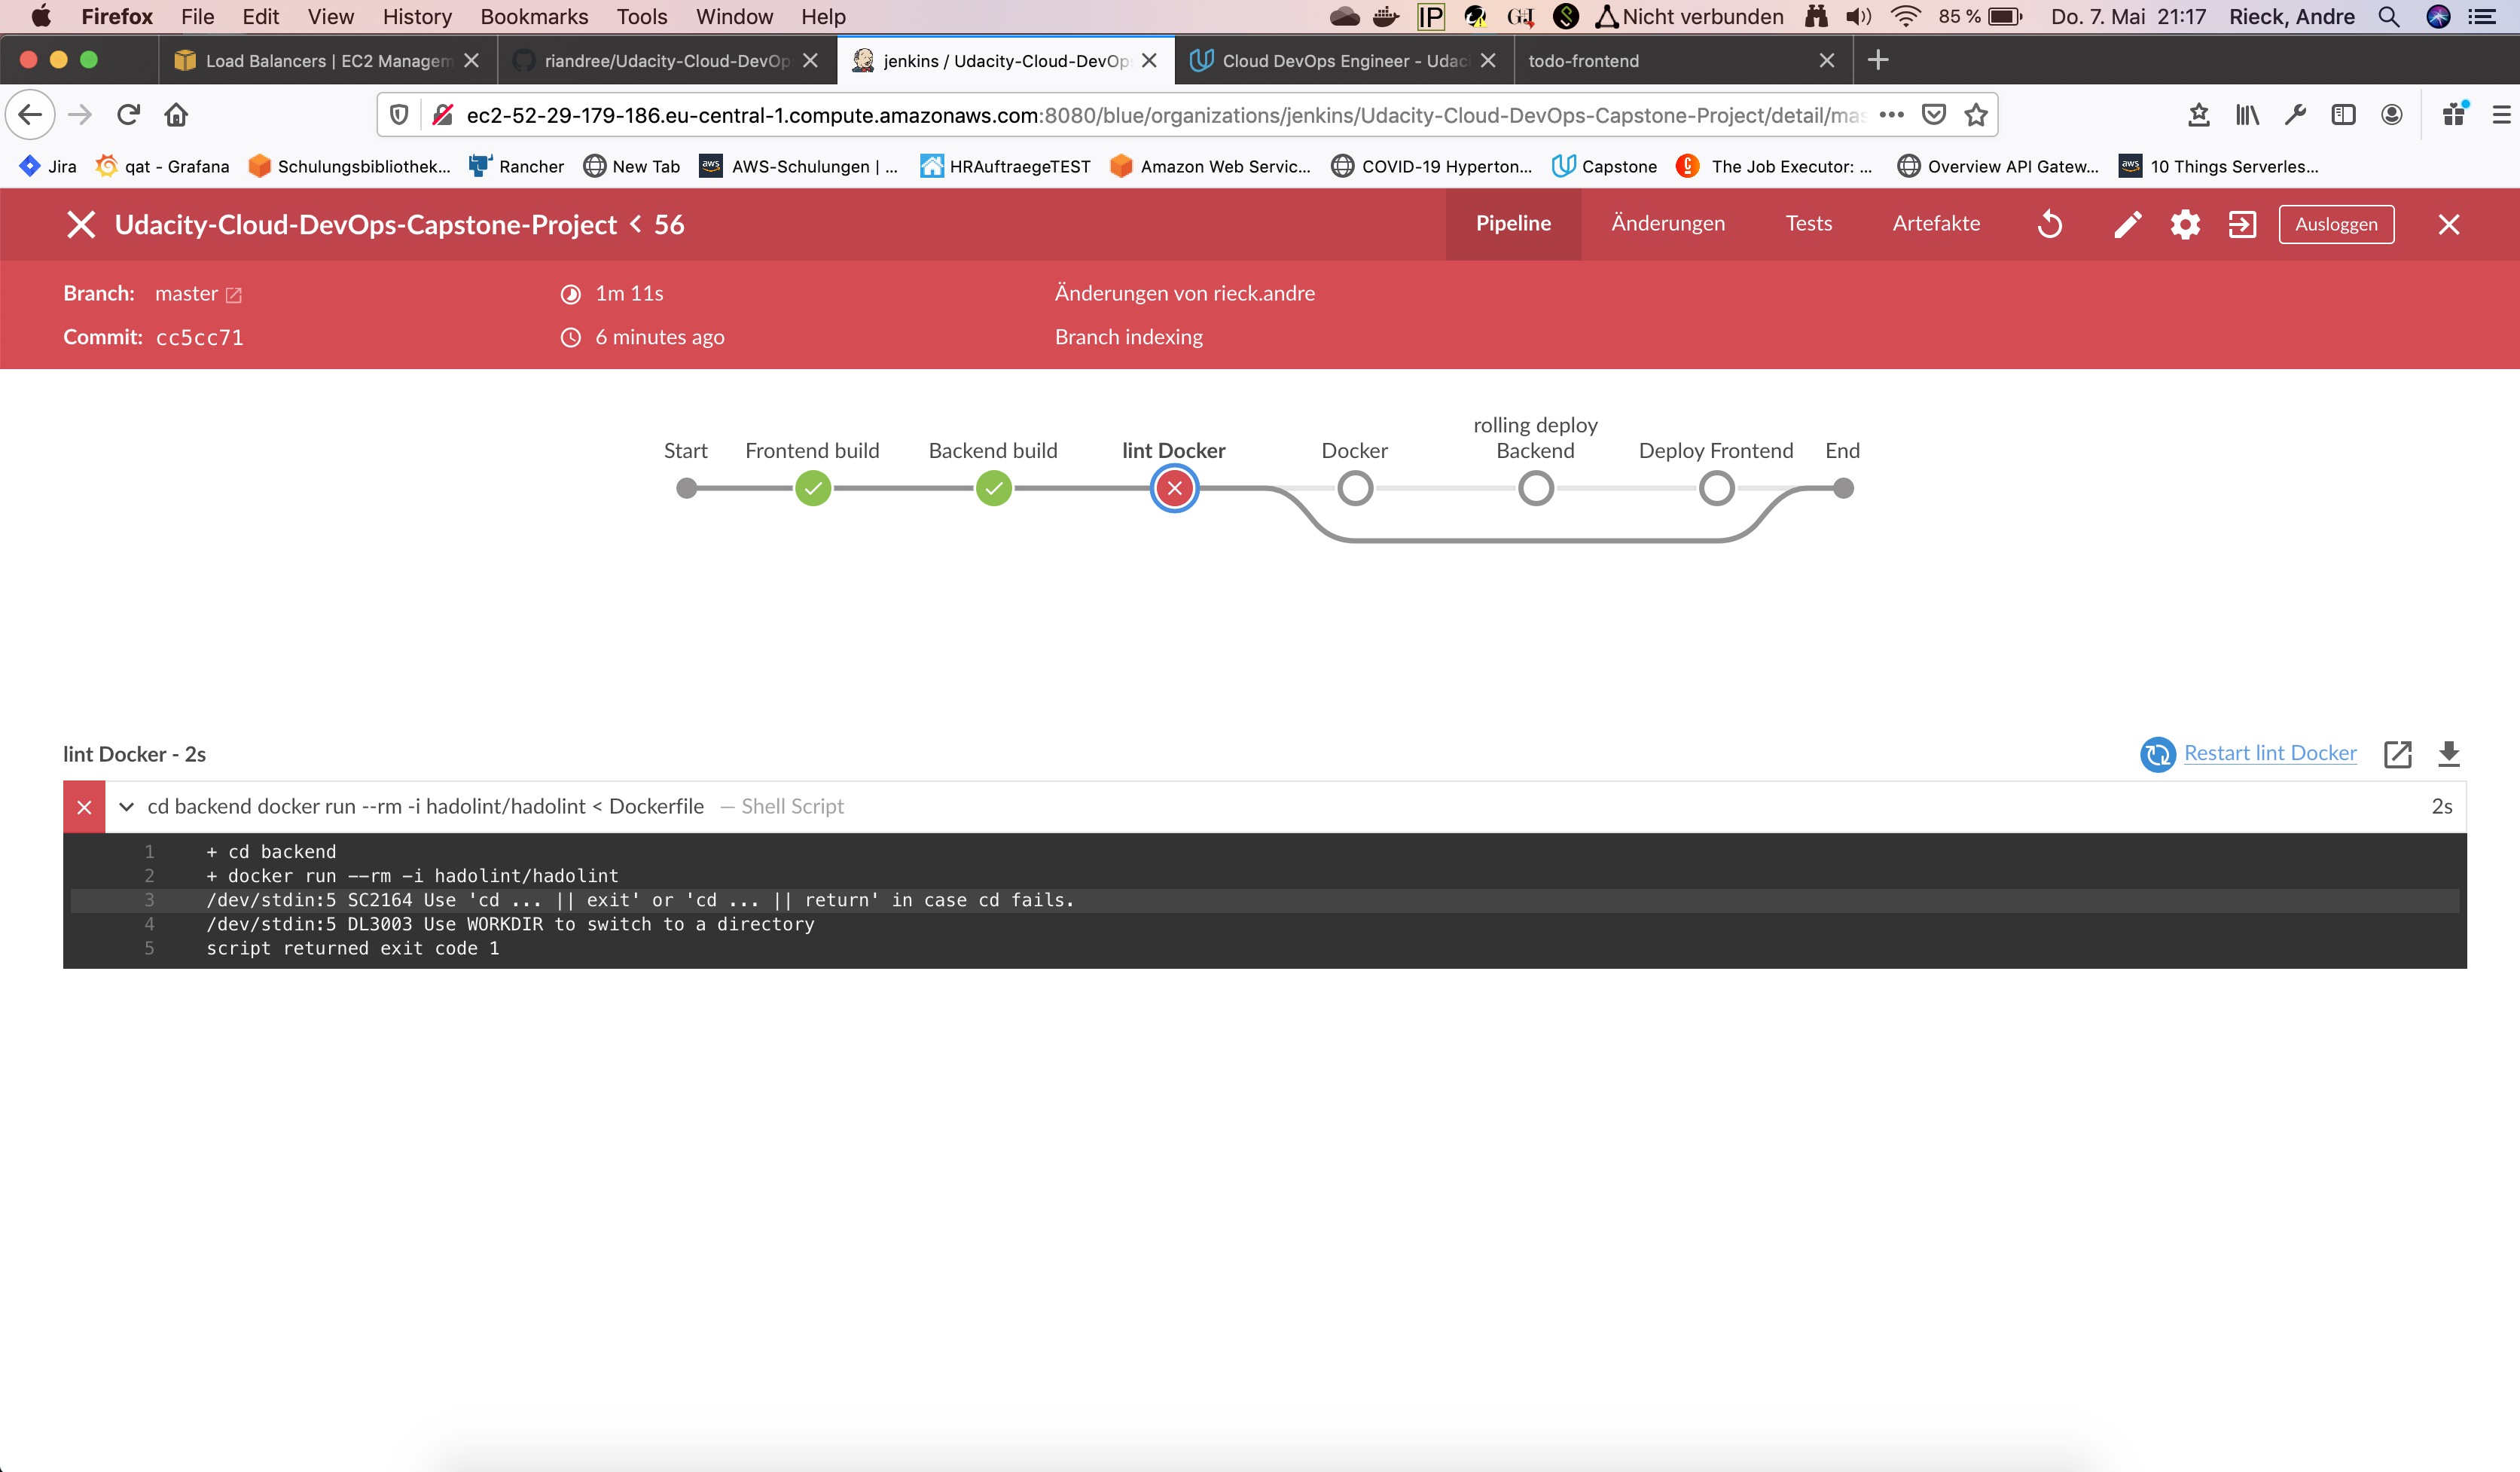 Firefox File Edit View History Bookmarks Tools Window Help IP GJ Nicht verbunden 85 % Do. 7. Mai 21:17 Rieck, Andre
Load Balancers | EC2 Managem riandree/Udacity-Cloud-DevOp jenkins / Udacity-Cloud-DevOp Cloud DevOps Engineer - Udac todo-frontend
ec2-52-29-179-186.eu-central-1.compute.amazonaws.com:8080/blue/organizations/jenkins/Udacity-Cloud-DevOps-Capstone-Project/detail/mas
Jira qat - Grafana Schulungsbibliothek... Rancher New Tab aws AWS-Schulungen | ... HRAuftraegeTEST Amazon Web Servic... COVID-19 Hyperton... Capstone The Job Executor: ... Overview API Gatew... aws 10 Things Serverles...
Udacity-Cloud-DevOps-Capstone-Project < 56 Pipeline Änderungen Tests Artefakte Ausloggen
Branch: master 1m 11s Änderungen von rieck.andre
Commit: cc5cc71 6 minutes ago Branch indexing
rolling deploy
Start Frontend build Backend build lint Docker Docker Backend Deploy Frontend End
lint Docker - 2s Restart lint Docker
cd backend docker run --rm -i hadolint/hadolint < Dockerfile — Shell Script 2s
1 + cd backend
2 + docker run --rm -i hadolint/hadolint
3 /dev/stdin:5 SC2164 Use 'cd ... || exit' or 'cd ... || return' in case cd fails.
4 /dev/stdin:5 DL3003 Use WORKDIR to switch to a directory
5 script returned exit code 1